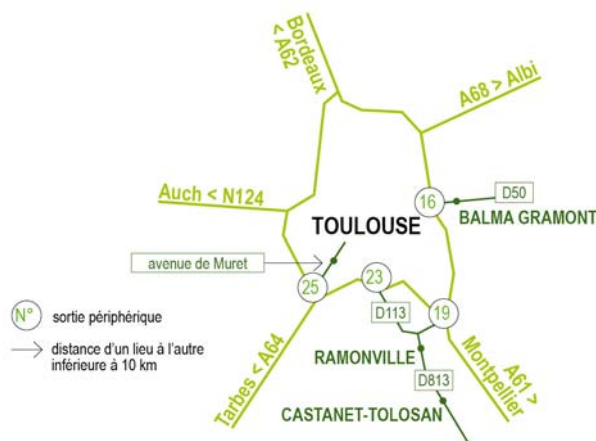 Bordeaux
< A62
A68 > Albi
16
D50
BALMA GRAMONT
Auch < N124
TOULOUSE
avenue de Muret
25
23
19
D113
N° sortie périphérique
distance d'un lieu à l'autre
inférieure à 10 km
Tarbes < A64
RAMONVILLE
A61 >
Montpellier
D813
CASTANET-TOLOSAN